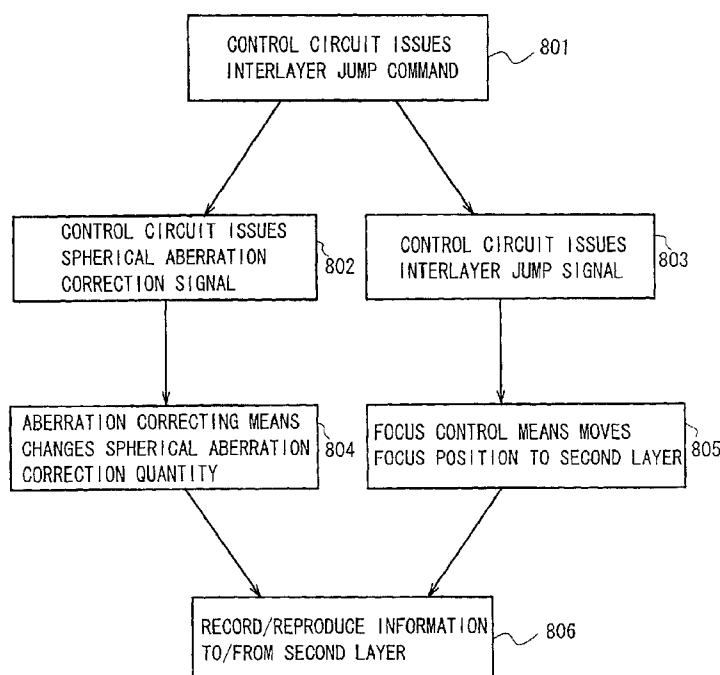 CONTROL CIRCUIT ISSUES
INTERLAYER JUMP COMMAND
801
CONTROL CIRCUIT ISSUES
SPHERICAL ABERRATION
CORRECTION SIGNAL
802
CONTROL CIRCUIT ISSUES
INTERLAYER JUMP SIGNAL
803
ABERRATION CORRECTING MEANS
CHANGES SPHERICAL ABERRATION
CORRECTION QUANTITY
804
FOCUS CONTROL MEANS MOVES
FOCUS POSITION TO SECOND LAYER
805
RECORD/REPRODUCE INFORMATION
TO/FROM SECOND LAYER
806